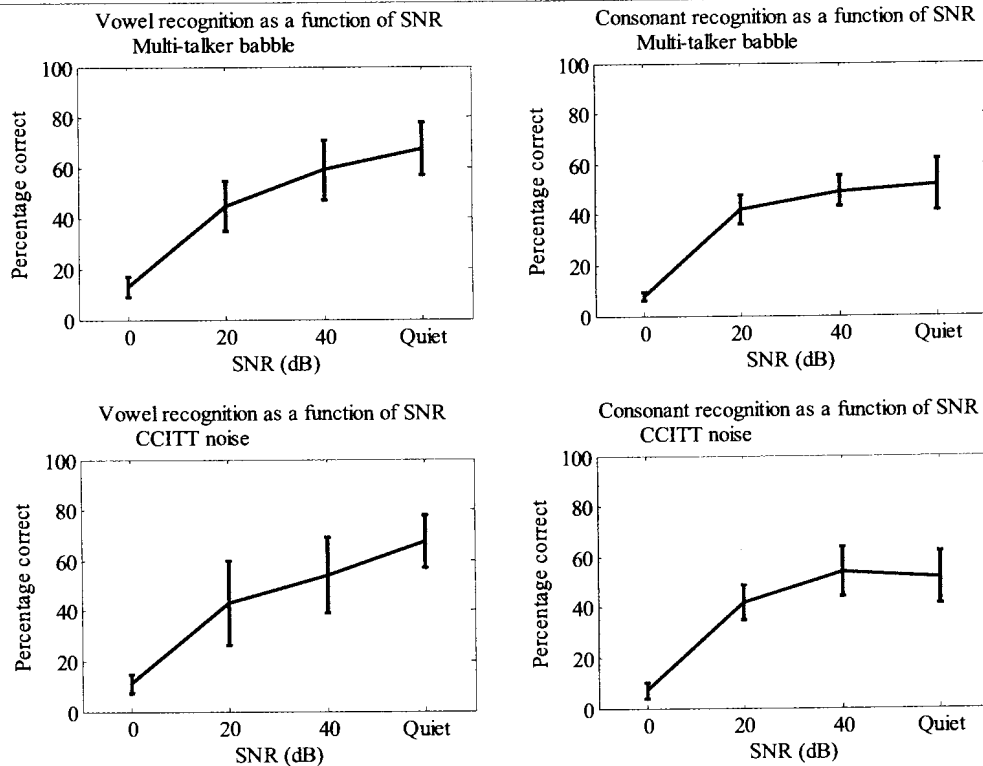 Vowel recognition as a function of SNR
Multi-talker babble
100
80
60
40
20
0
Percentage correct
0 20 40 Quiet
SNR (dB)
Consonant recognition as a function of SNR
Multi-talker babble
100
80
60
40
20
0
Percentage correct
0 20 40 Quiet
SNR (dB)
Vowel recognition as a function of SNR
CCITT noise
100
80
60
40
20
0
Percentage correct
0 20 40 Quiet
SNR (dB)
Consonant recognition as a function of SNR
CCITT noise
100
80
60
40
20
0
Percentage correct
0 20 40 Quiet
SNR (dB)